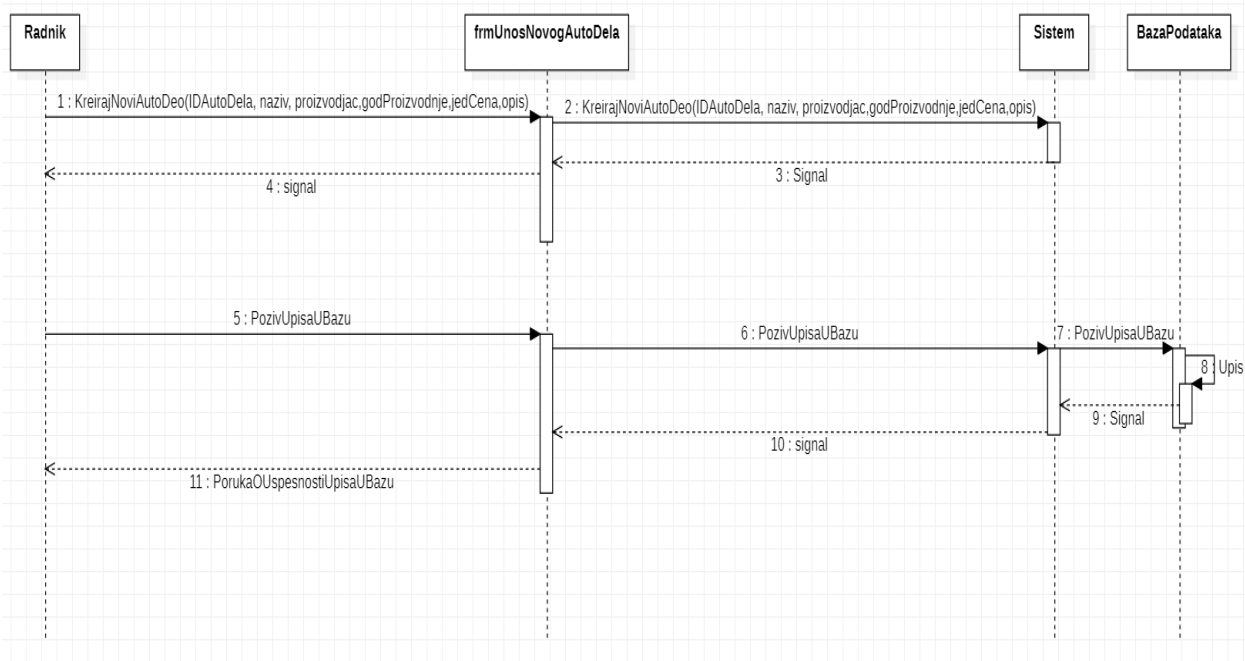 Radnik
frmUnosNovogAutoDela
Sistem
BazaPodataka
1 : KreirajNoviAutoDeo(IDAutoDela, naziv, proizvodjac,godProizvodnje,jedCena,opis)
2 : KreirajNoviAutoDeo(IDAutoDela, naziv, proizvodjac,godProizvodnje,jedCena,opis)
3 : Signal
4 : signal
5 : PozivUpisaUBazu
6 : PozivUpisaUBazu
7 : PozivUpisaUBazu
8 : Upis
9 : Signal
10 : signal
11 : PorukaOUspesnostiUpisaUBazu